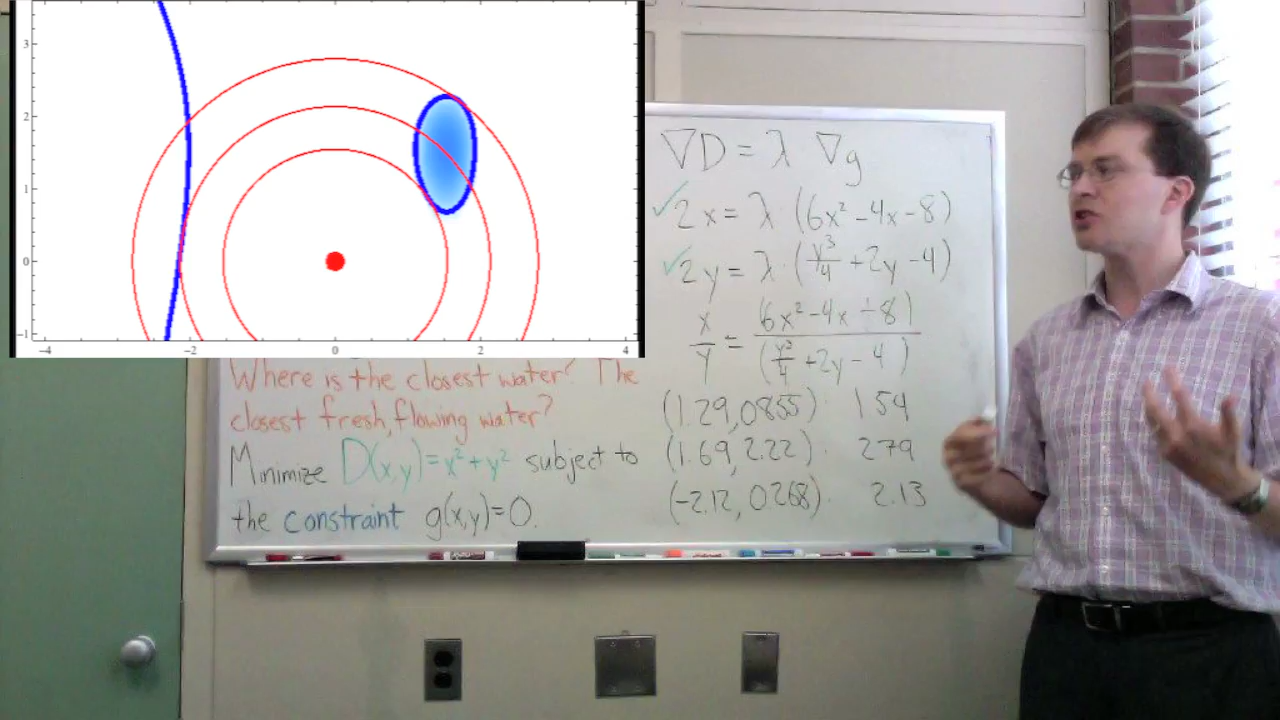 3
2
1
0
−1
−4
−2
0
2
4
Where is the closest water? The
closest fresh, flowing water?
Minimize D(x,y)=x²+y² subject to
the constraint g(x,y)=0.
∇D = λ ∇g
✓2x = λ (6x²−4x−8)
✓2y = λ·(y³/4 +2y −4)
x/y = (6x²−4x−8)/(y³/4 +2y−4)
(1.29,0.855): 1.54
(1.69,2.22): 2.79
(−2.12, 0.268): 2.13